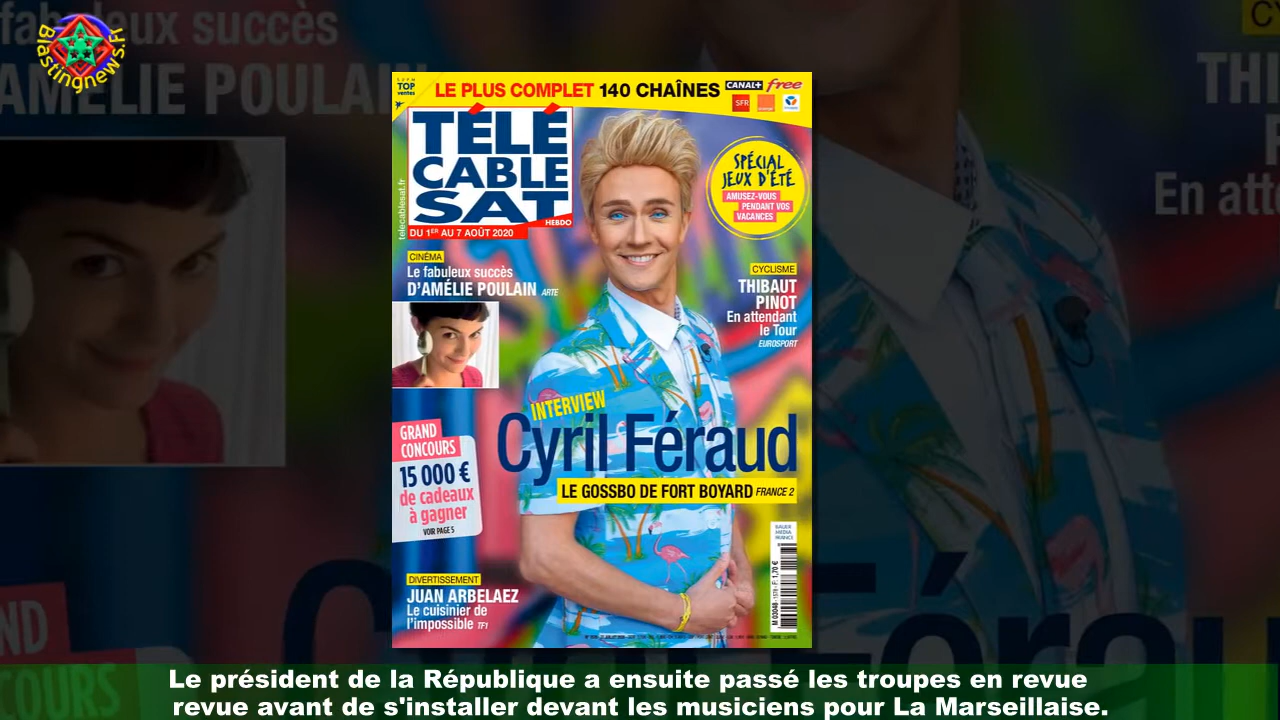 Blastingnews.Fr
fabuleux succès
AMÉLIE POULAIN
TOP
ventes
LE PLUS COMPLET 140 CHAÎNES
CANAL+
free
SFR
orange
TÉLÉ
CABLE
SAT
HEBDO
DU 1ER AU 7 AOÛT 2020
telecablesat.fr
SPÉCIAL
JEUX D'ÉTÉ
AMUSEZ-VOUS
PENDANT VOS
VACANCES
CINÉMA
Le fabuleux succès
D'AMÉLIE POULAIN ARTE
CYCLISME
THIBAUT
PINOT
En attendant
le Tour
EUROSPORT
INTERVIEW
Cyril Féraud
LE GOSSBO DE FORT BOYARD FRANCE 2
GRAND
CONCOURS
15 000 €
de cadeaux
à gagner
VOIR PAGE 5
BAUER
MEDIA
FRANCE
DIVERTISSEMENT
JUAN ARBELAEZ
Le cuisinier de
l'impossible TF1
Le président de la République a ensuite passé les troupes en revue
revue avant de s'installer devant les musiciens pour La Marseillaise.